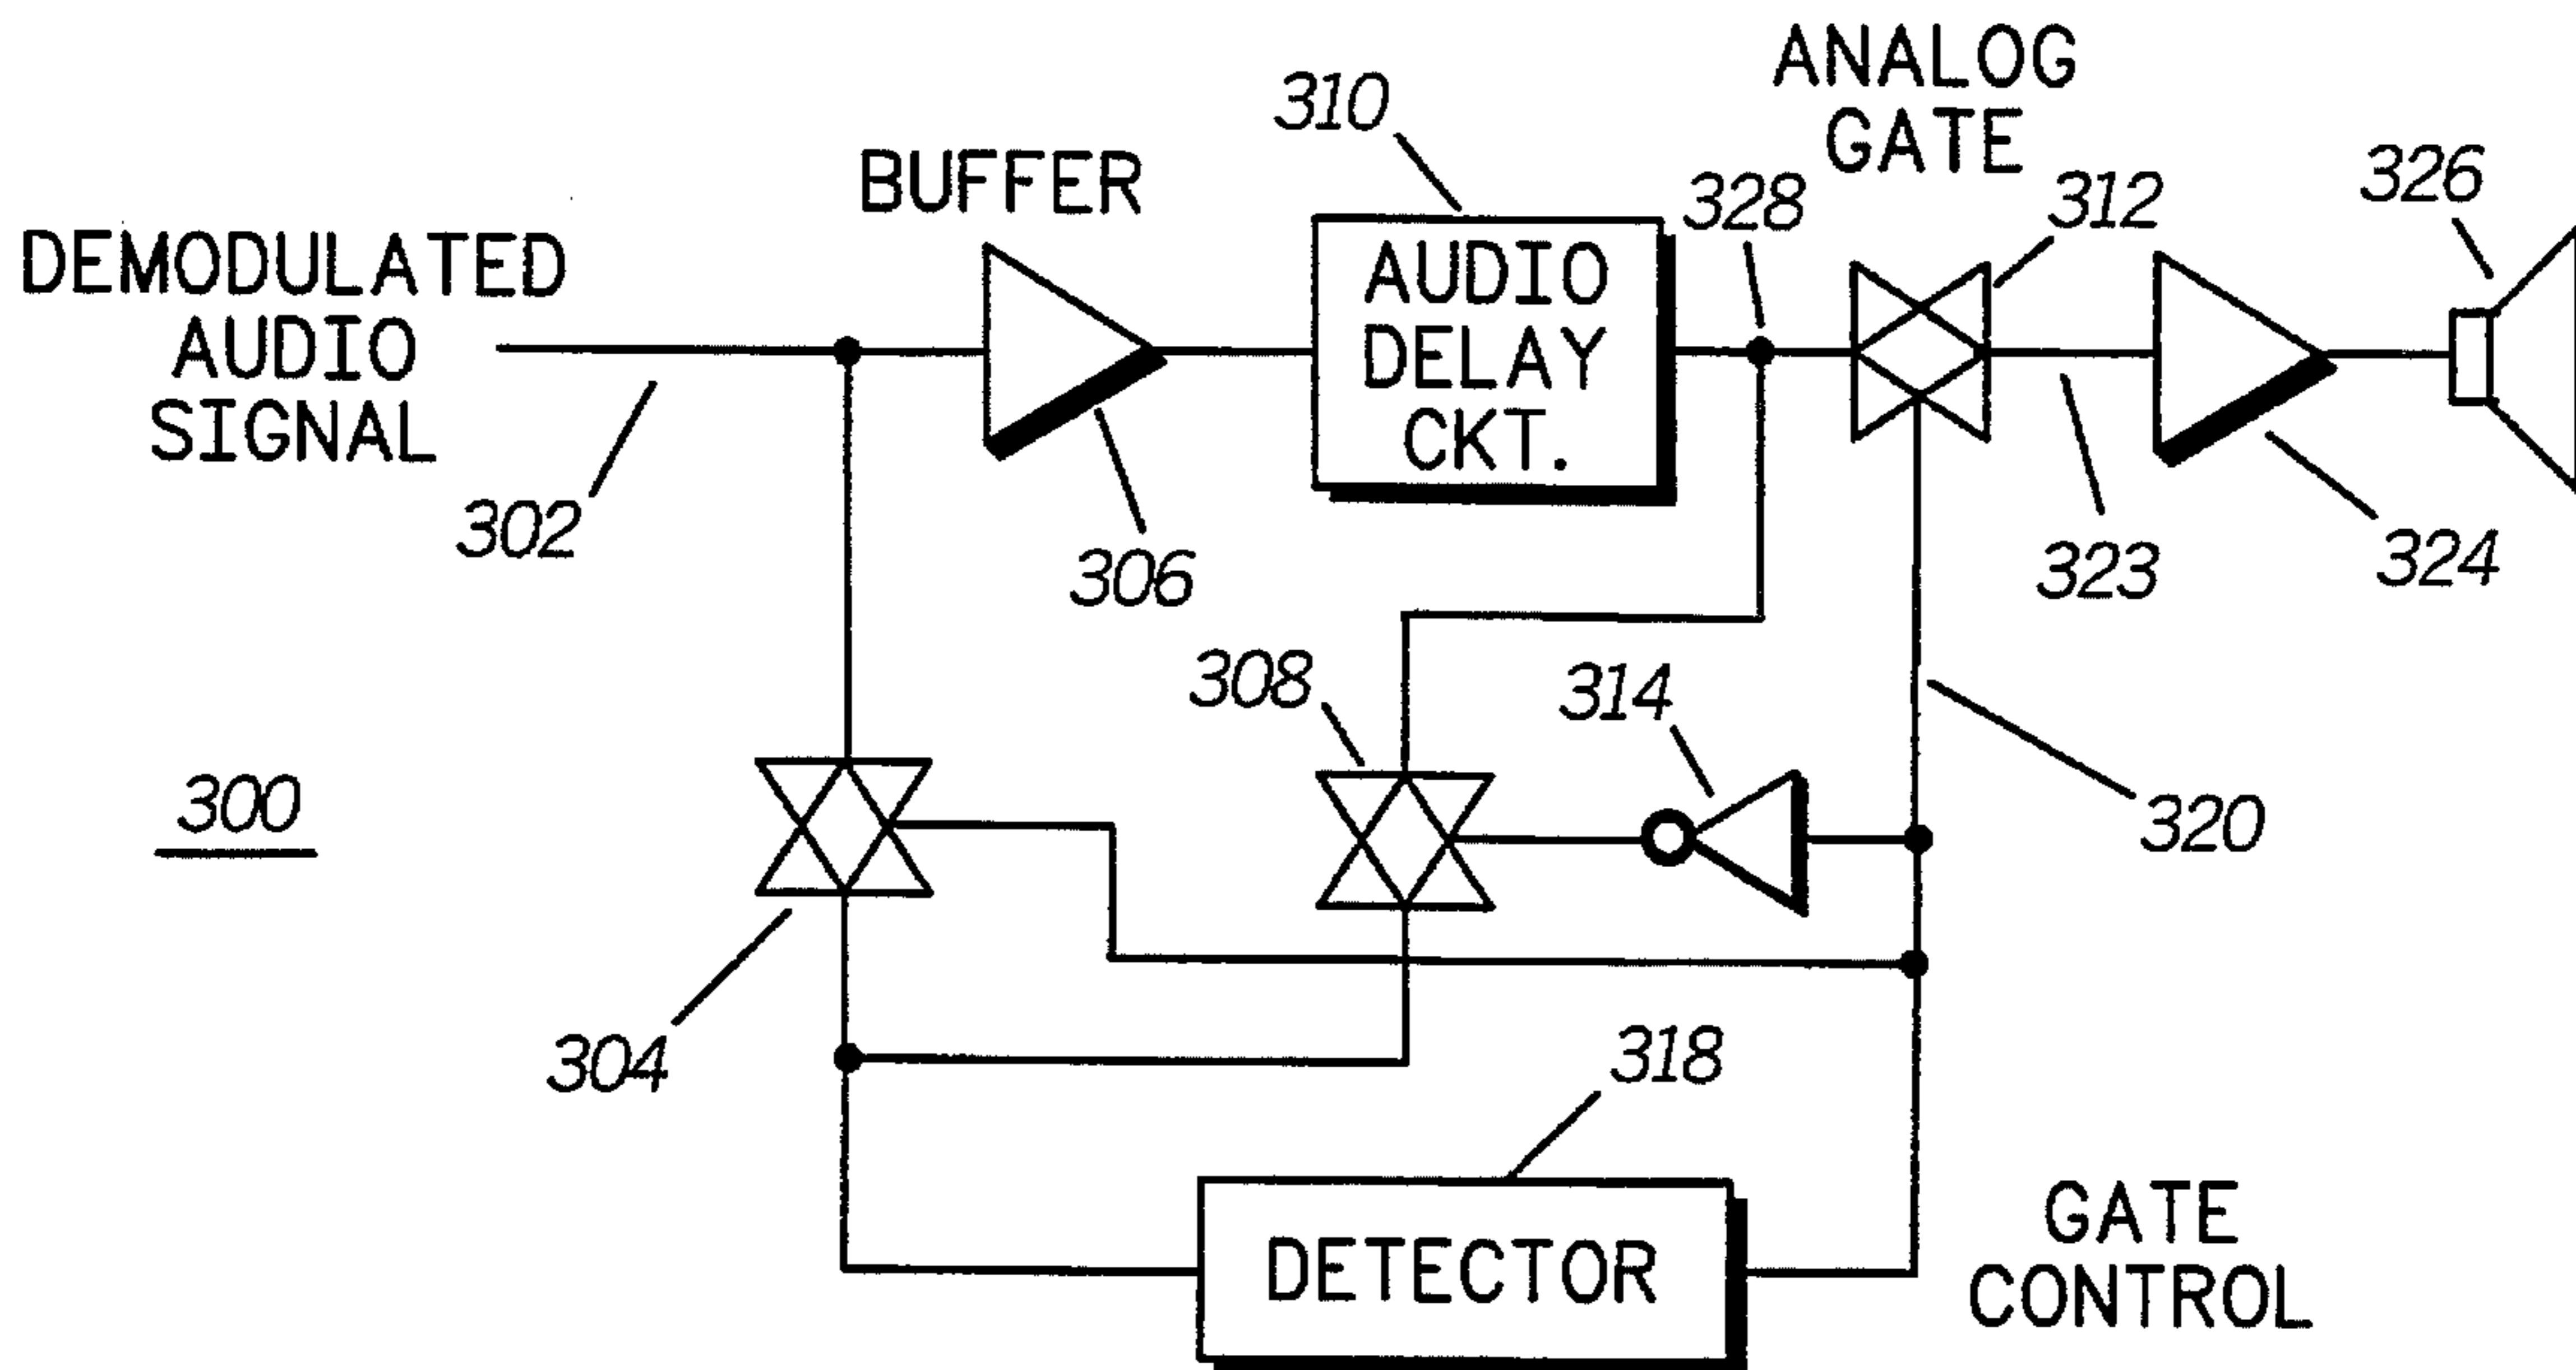 ANALOG
GATE
310
326
BUFFER
328
312
DEMODULATED
AUDIO
SIGNAL
AUDIO
DELAY
CKT.
302
306
323
324
308
314
300
320
304
318
DETECTOR
GATE
CONTROL